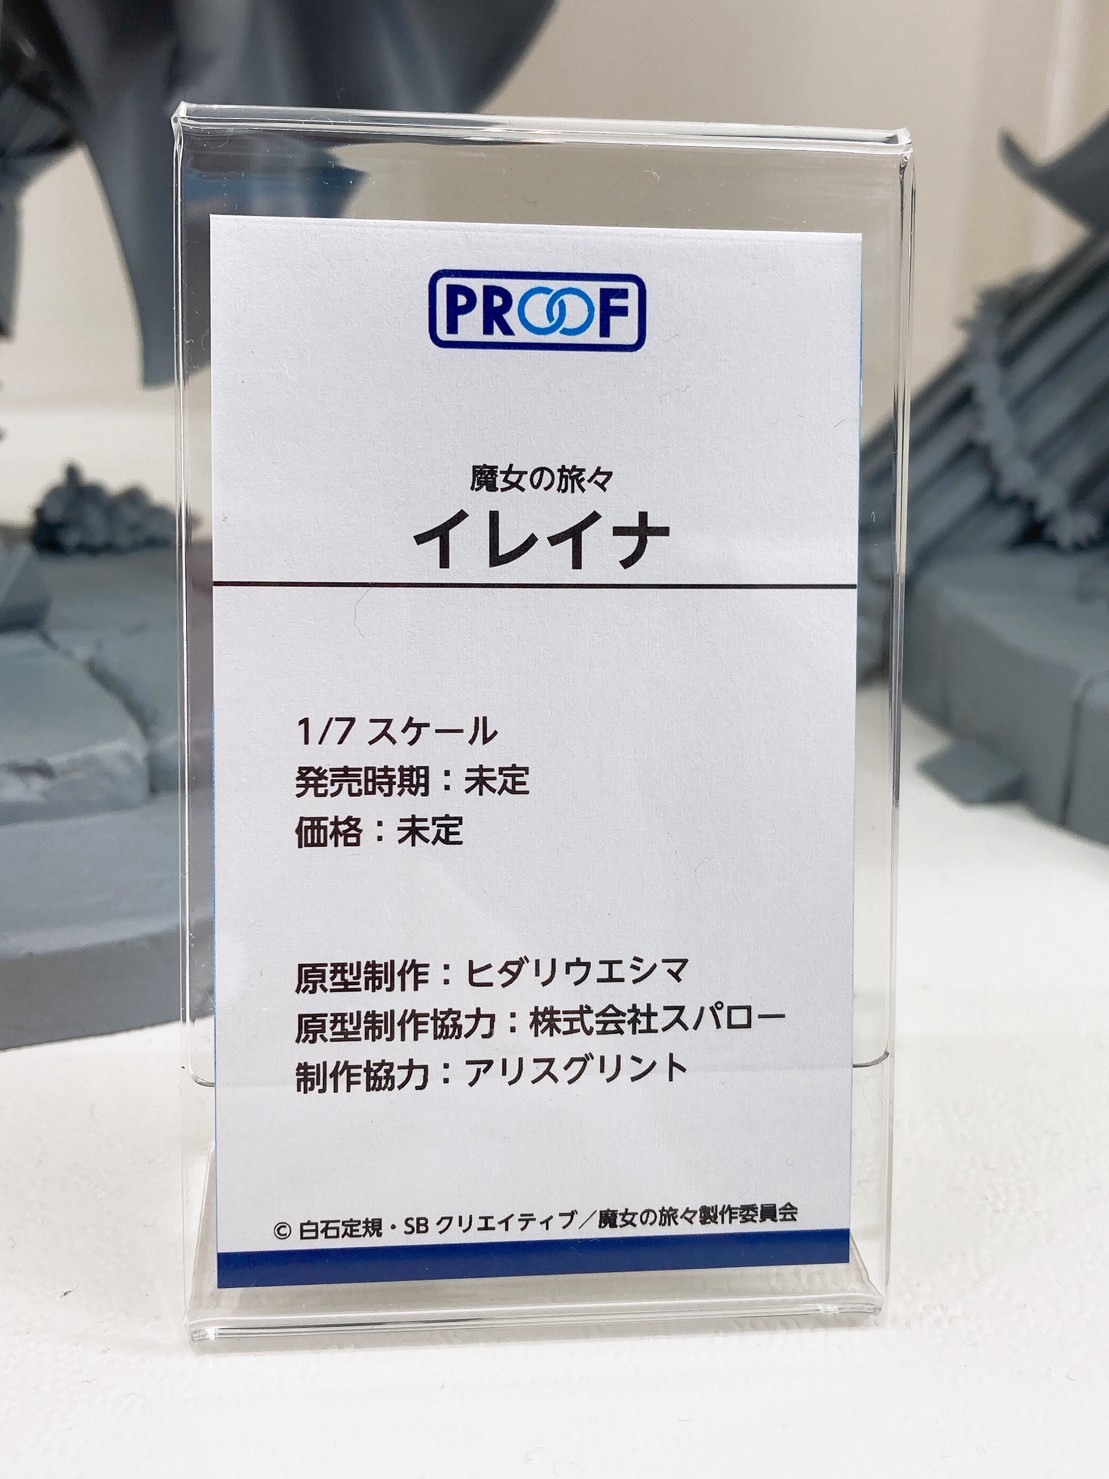 PROOF
魔女の旅々
イレイナ
1/7 スケール
発売時期：未定
価格：未定
原型制作：ヒダリウエシマ
原型制作協力：株式会社スパロー
制作協力：アリスグリント
© 白石定規・SB クリエイティブ／魔女の旅々製作委員会